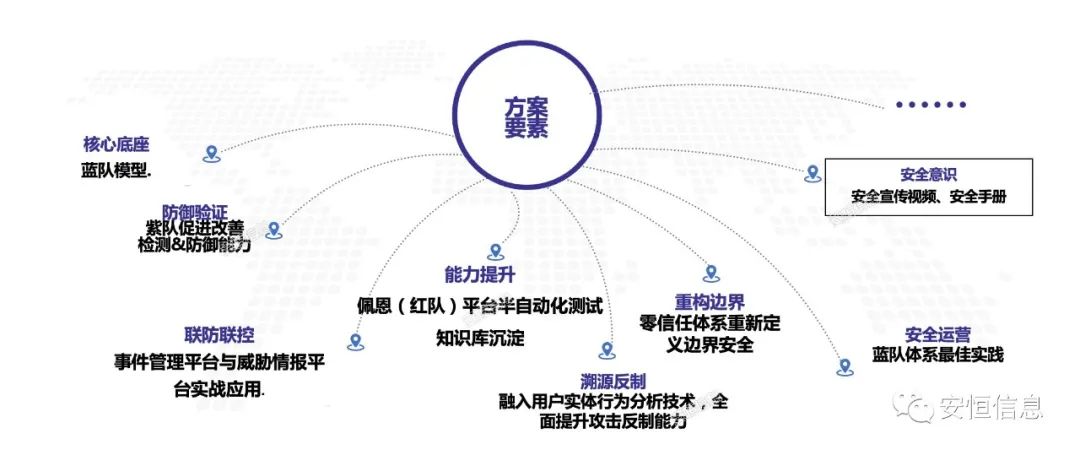 方案
要素
••••••
核心底座
蓝队模型.
安全意识
安全宣传视频、安全手册
防御验证
紫队促进改善
检测&防御能力
能力提升
佩恩（红队）平台半自动化测试
知识库沉淀
重构边界
零信任体系重新定
义边界安全
联防联控
事件管理平台与威胁情报平
台实战应用.
安全运营
蓝队体系最佳实践
溯源反制
融入用户实体行为分析技术，全
面提升攻击反制能力
安恒信息